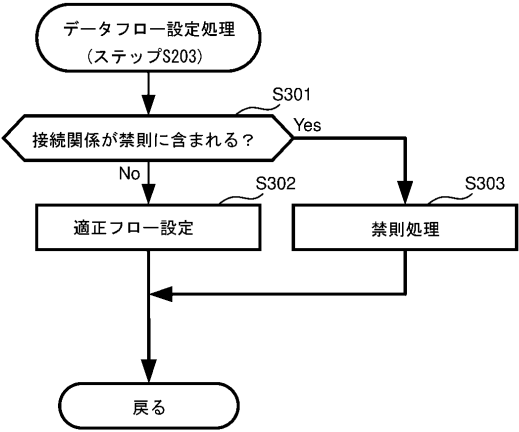 データフロー設定処理
(ステップS203)
S301
接続関係が禁則に含まれる？
Yes
No
S302
適正フロー設定
S303
禁則処理
戻る